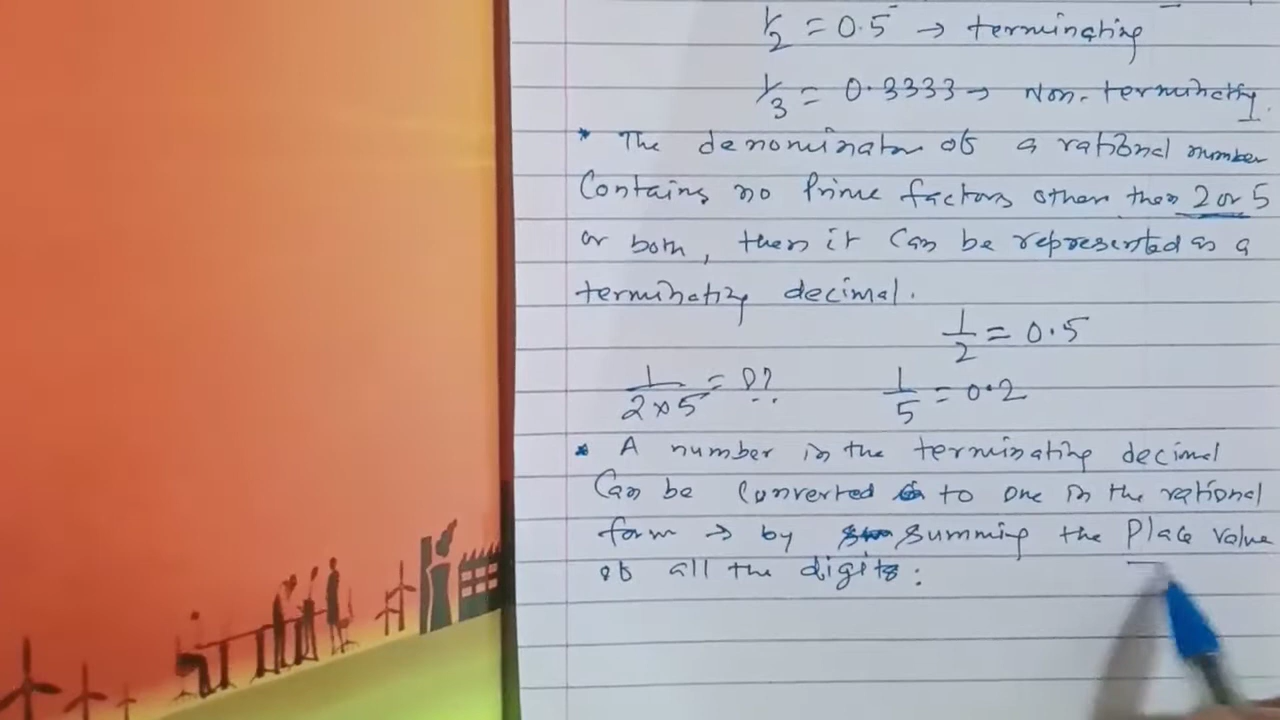 1/2 = 0.5 → terminating
1/3 = 0.3333 → Non-terminating.
* The denominator of a rational number
Contains no Prime factors other than 2 or 5
or both, then it can be represented as a
terminating decimal.
1/2 = 0.5
1/2×5 = ?? 1/5 = 0.2
* A number in the terminating decimal
Can be converted to one in the rational
form → by summing the Place value
of all the digits: